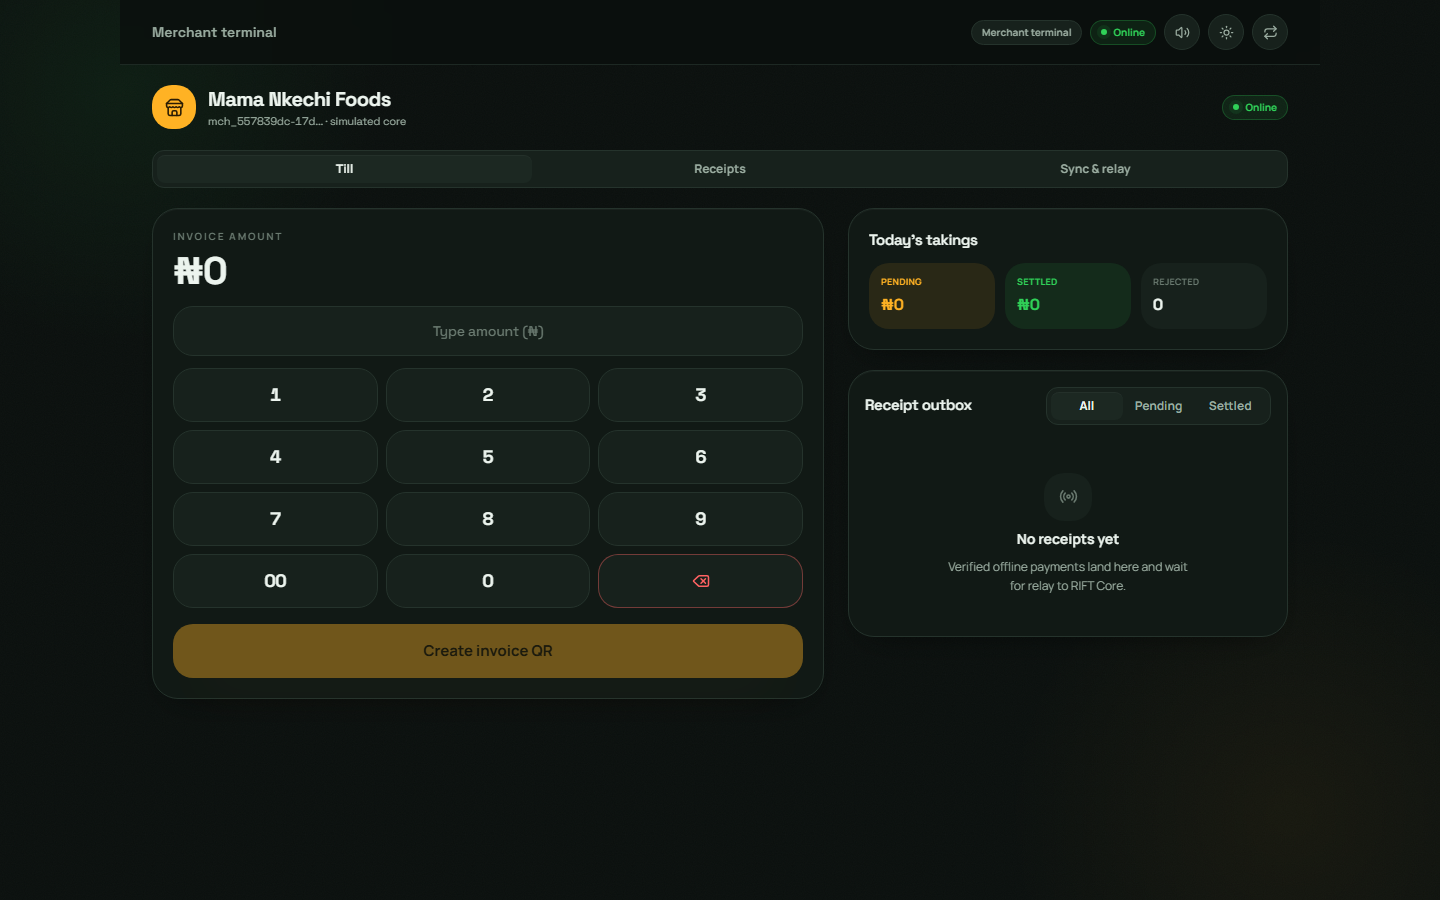 Merchant terminal
Merchant terminal
Online
Mama Nkechi Foods
mch_557839dc-17d... · simulated core
Online
Till
Receipts
Sync & relay
INVOICE AMOUNT
₦0
Type amount (₦)
1
2
3
4
5
6
7
8
9
00
0
Create invoice QR
Today's takings
PENDING
₦0
SETTLED
₦0
REJECTED
0
Receipt outbox
All
Pending
Settled
No receipts yet
Verified offline payments land here and wait
for relay to RIFT Core.